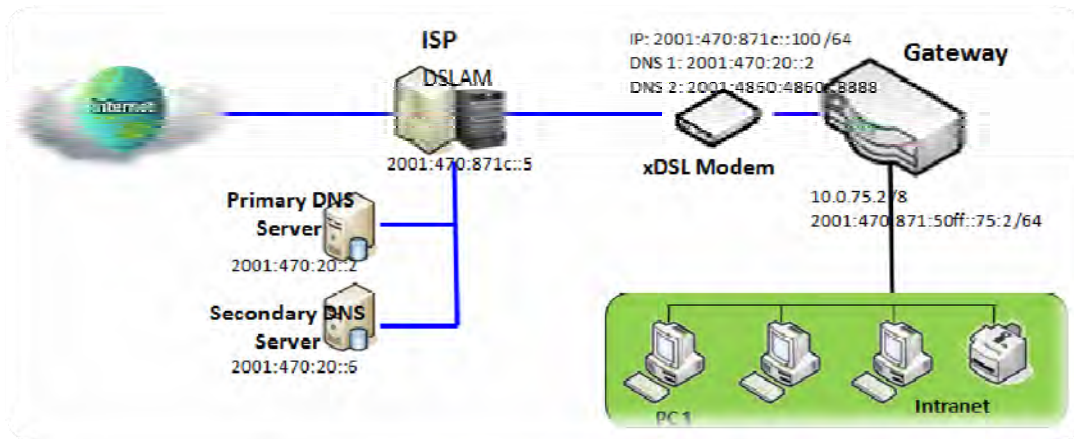 ISP
DSLAM
Internet
2001:470:871c::5
IP: 2001:470:871c::100/64
DNS 1: 2001:470:20::2
DNS 2: 2001:4860:4860::8888
Gateway
xDSL Modem
10.0.75.2/8
2001:470:871:50ff::75:2/64
Primary DNS
Server
2001:470:20::2
Secondary DNS
Server
2001:470:20::6
PC 1
Intranet